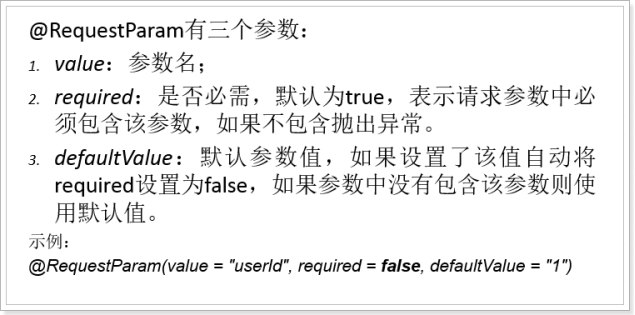 @RequestParam有三个参数：
1. value：参数名；
2. required：是否必需，默认为true，表示请求参数中必
须包含该参数，如果不包含抛出异常。
3. defaultValue：默认参数值，如果设置了该值自动将
required设置为false，如果参数中没有包含该参数则使
用默认值。
示例：
@RequestParam(value = "userId", required = false, defaultValue = "1")